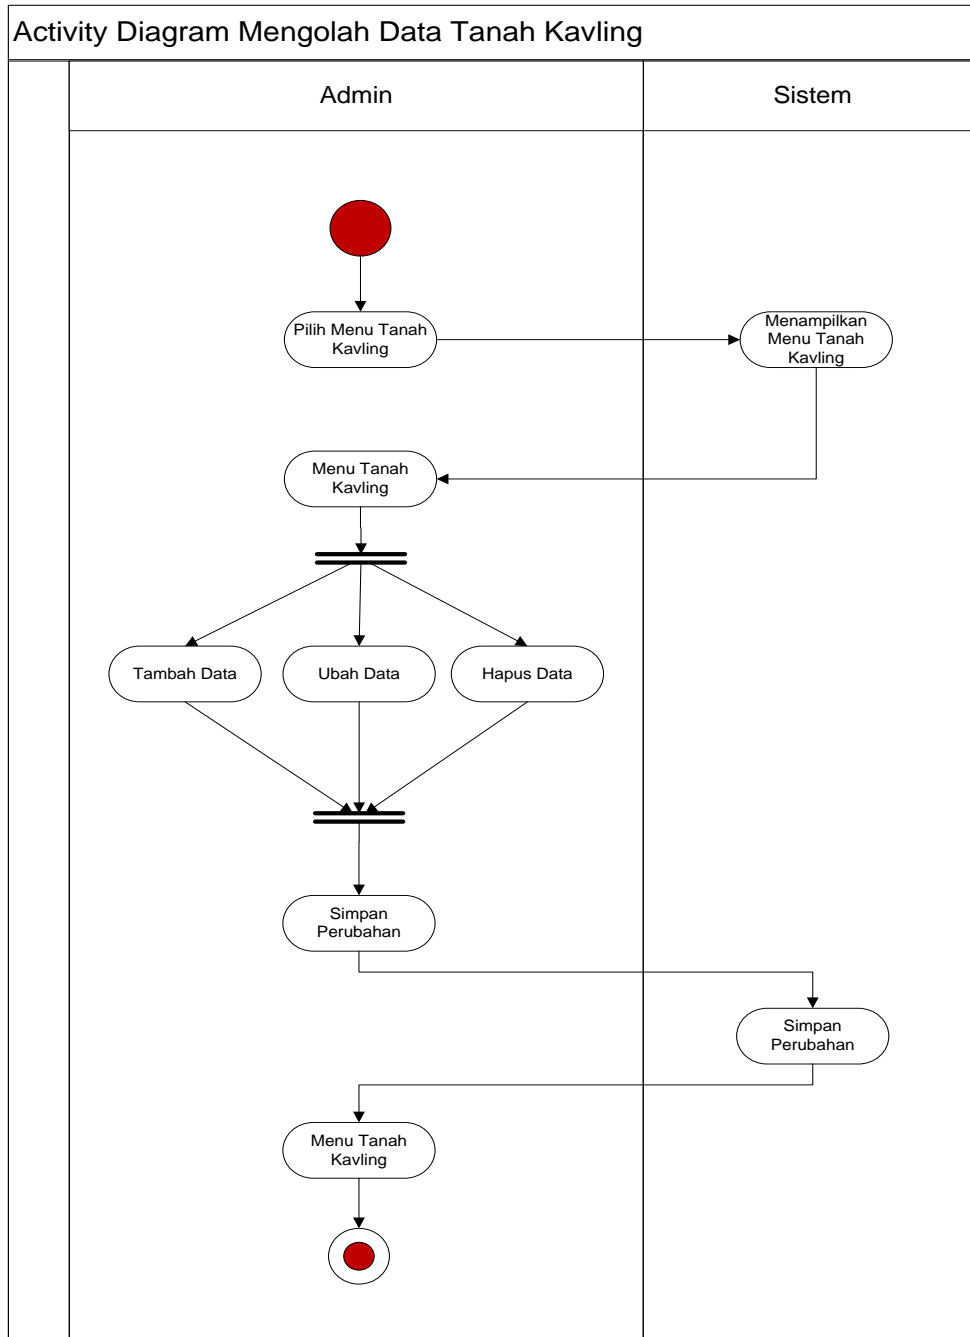 Activity Diagram Mengolah Data Tanah Kavling
Admin
Sistem
Pilih Menu Tanah
Kavling
Menampilkan
Menu Tanah
Kavling
Menu Tanah
Kavling
Tambah Data
Ubah Data
Hapus Data
Simpan
Perubahan
Simpan
Perubahan
Menu Tanah
Kavling